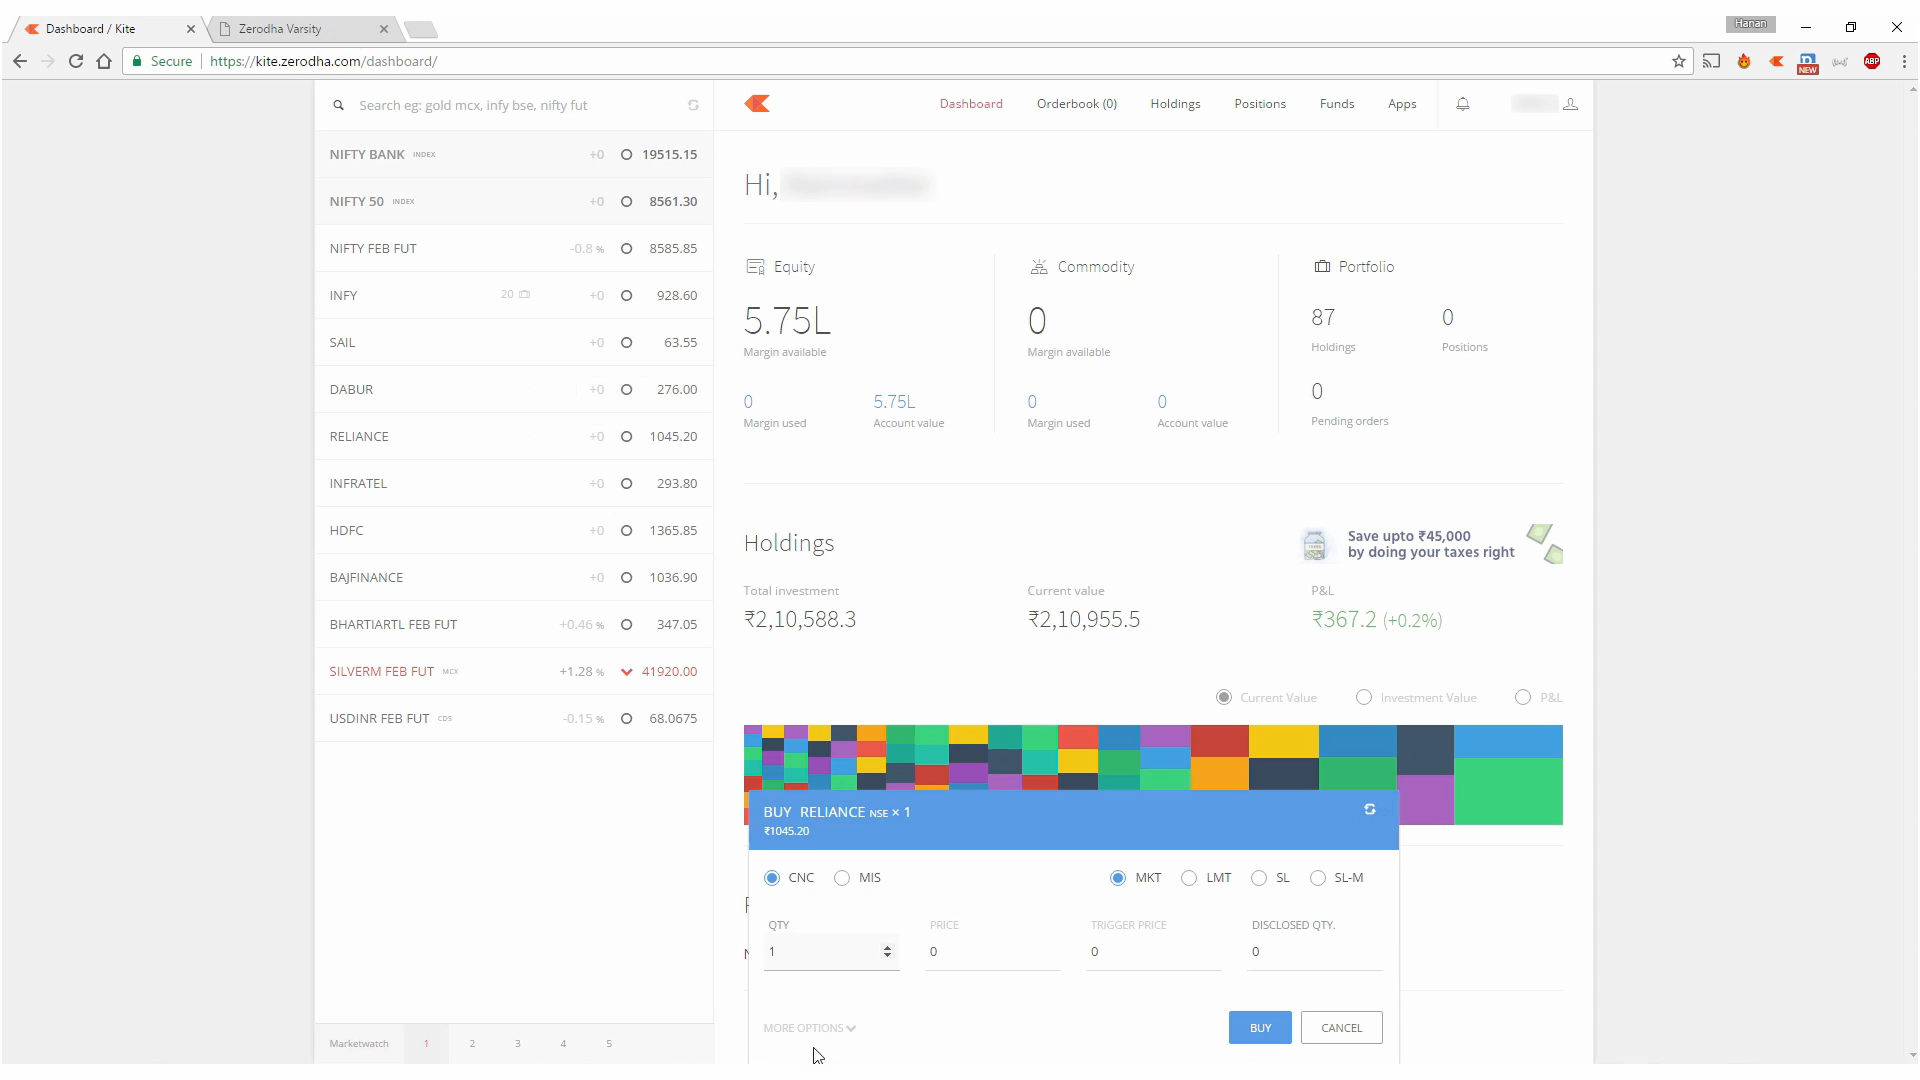 Dashboard / Kite
Zerodha Varsity
Hanan
Secure
https://kite.zerodha.com/dashboard/
NEW
ABP
Search eg: gold mcx, infy bse, nifty fut
Dashboard
Orderbook (0)
Holdings
Positions
Funds
Apps
NIFTY BANK INDEX +0 19515.15
NIFTY 50 INDEX +0 8561.30
NIFTY FEB FUT -0.8 % 8585.85
INFY 20 +0 928.60
SAIL +0 63.55
DABUR +0 276.00
RELIANCE +0 1045.20
INFRATEL +0 293.80
HDFC +0 1365.85
BAJFINANCE +0 1036.90
BHARTIARTL FEB FUT +0.46 % 347.05
SILVERM FEB FUT MCX +1.28 % 41920.00
USDINR FEB FUT CDS -0.15 % 68.0675
Marketwatch 1 2 3 4 5
Hi,
Equity
5.75L
Margin available
0
Margin used
5.75L
Account value
Commodity
0
Margin available
0
Margin used
0
Account value
Portfolio
87
Holdings
0
Positions
0
Pending orders
Holdings
Save upto ₹45,000
by doing your taxes right
Total investment
₹2,10,588.3
Current value
₹2,10,955.5
P&L
₹367.2 (+0.2%)
Current Value
Investment Value
P&L
BUY RELIANCE NSE × 1
₹1045.20
CNC MIS
MKT LMT SL SL-M
QTY
1
PRICE
0
TRIGGER PRICE
0
DISCLOSED QTY.
0
MORE OPTIONS
BUY
CANCEL